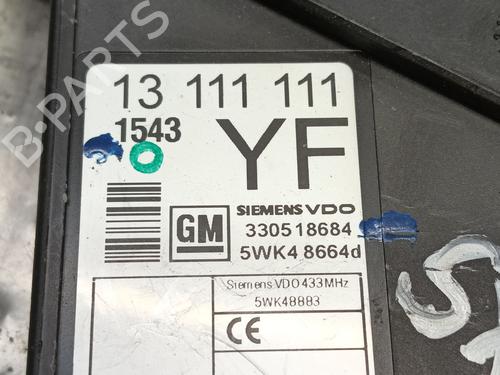 B-PARTS
13 111 111
1543
YF
GM
SIEMENS VDO
330518684
5WK4 8664d
Siemens VDO 433MHz
5WK48883
CE